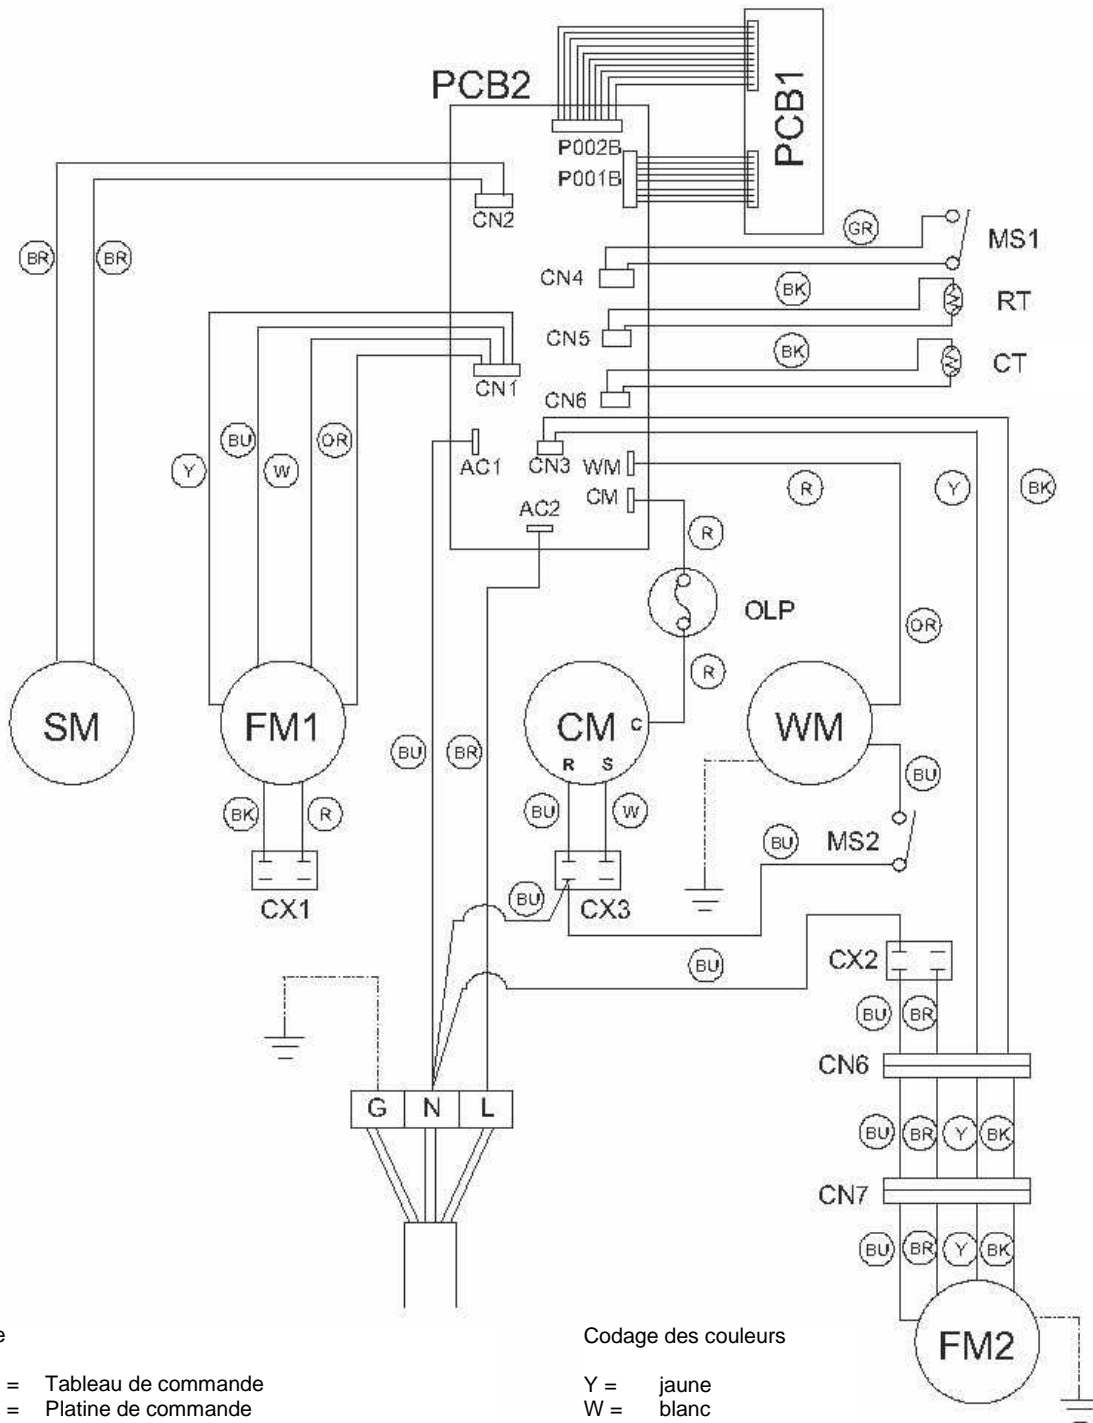 PCB2
PCB1
P002B
P001B
CN2
GR
MS1
BR
BR
CN4
BK
RT
CN5
BK
CT
CN1
CN6
BU
OR
Y
W
AC1
CN3
WM
R
Y
BK
CM
AC2
R
OLP
OR
R
SM
FM1
CM
C
R
S
WM
BU
BR
BU
BK
R
BU
W
BU
MS2
CX1
BU
CX3
BU
CX2
BU
BR
CN6
G
N
L
BU
BR
Y
BK
CN7
BU
BR
Y
BK
FM2
e
= Tableau de commande
= Platine de commande
Codage des couleurs
Y = jaune
W = blanc